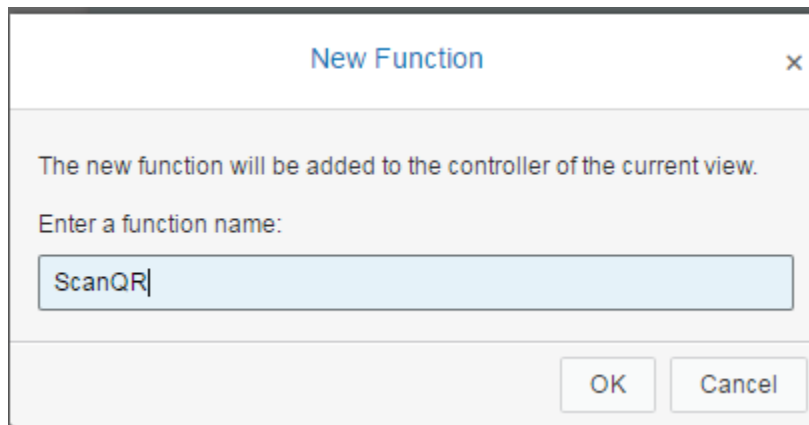 New Function
×
The new function will be added to the controller of the current view.
Enter a function name:
ScanQR
OK Cancel